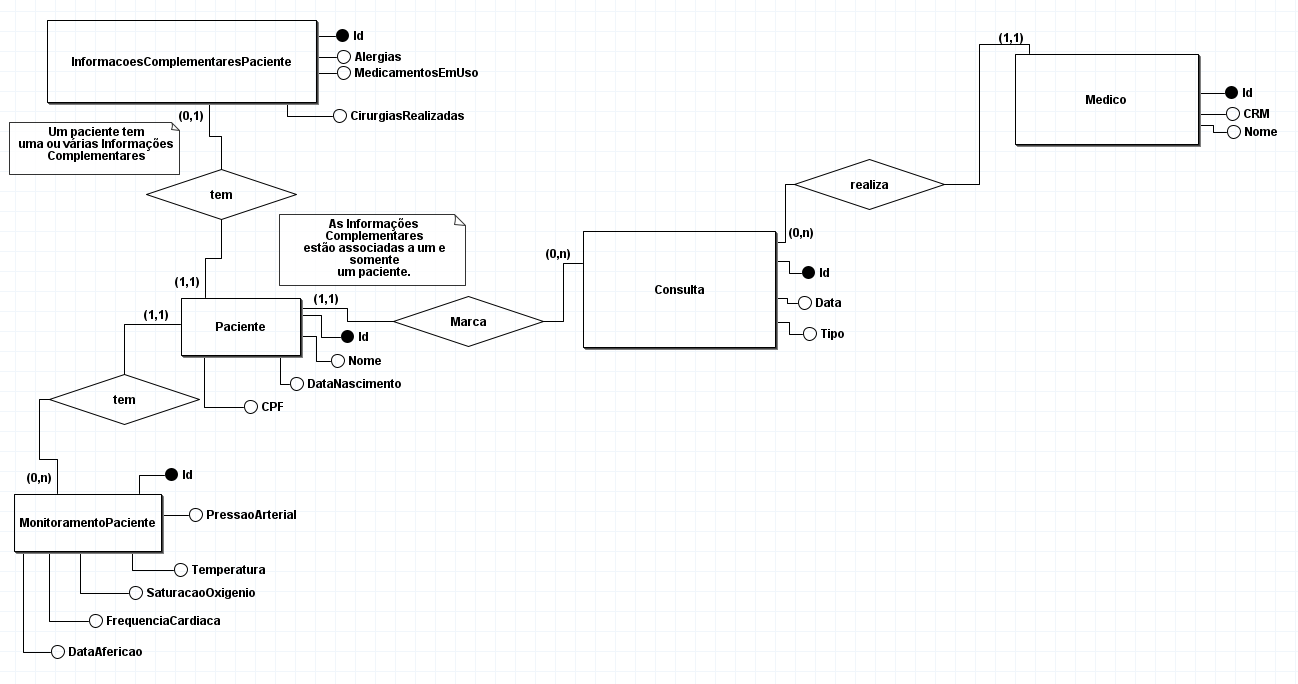 InformacoesComplementaresPaciente
Id
Alergias
MedicamentosEmUso
CirurgiasRealizadas
(0,1)
Um paciente tem
uma ou várias Informações
Complementares
tem
(1,1)
As Informações
Complementares
estão associadas a um e
somente
um paciente.
Paciente
(1,1)
Id
Nome
DataNascimento
CPF
Marca
(0,n)
Consulta
(0,n)
Id
Data
Tipo
realiza
(1,1)
Medico
Id
CRM
Nome
(1,1)
tem
(0,n)
MonitoramentoPaciente
Id
PressaoArterial
Temperatura
SaturacaoOxigenio
FrequenciaCardiaca
DataAfericao